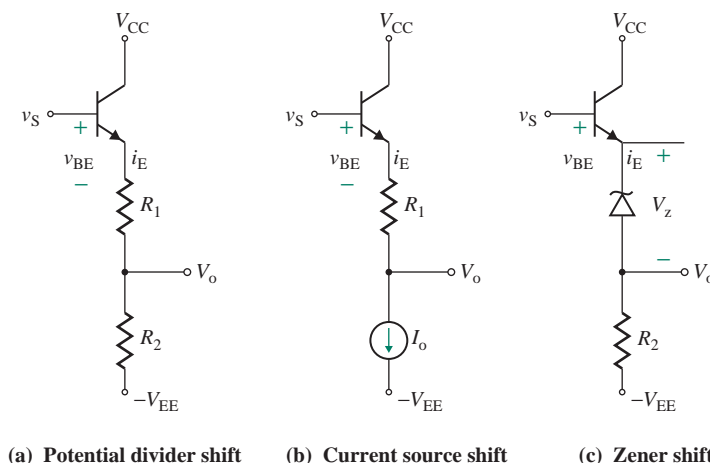 V_CC
v_S
+
v_BE
−
i_E
R_1
V_o
R_2
−V_EE
(a) Potential divider shift
V_CC
v_S
+
v_BE
−
i_E
R_1
V_o
I_o
−V_EE
(b) Current source shift
V_CC
v_S
+
v_BE
i_E
+
V_z
−
V_o
R_2
−V_EE
(c) Zener shift